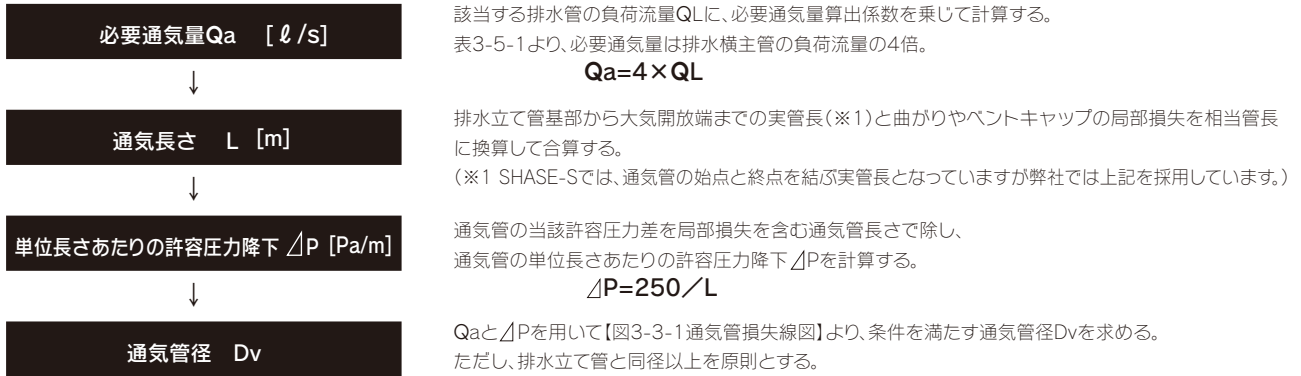 必要通気量Qa [ℓ/s]
該当する排水管の負荷流量QLに、必要通気量算出係数を乗じて計算する。
表3-5-1より、必要通気量は排水横主管の負荷流量の4倍。
Qa=4×QL
↓
通気長さ L [m]
排水立て管基部から大気開放端までの実管長(※1)と曲がりやベントキャップの局部損失を相当管長
に換算して合算する。
(※1 SHASE-Sでは、通気管の始点と終点を結ぶ実管長となっていますが弊社では上記を採用しています。)
↓
単位長さあたりの許容圧力降下⊿P [Pa/m]
通気管の当該許容圧力差を局部損失を含む通気管長さで除し、
通気管の単位長さあたりの許容圧力降下⊿Pを計算する。
⊿P=250/L
↓
通気管径 Dv
Qaと⊿Pを用いて【図3-3-1通気管損失線図】より、条件を満たす通気管径Dvを求める。
ただし、排水立て管と同径以上を原則とする。